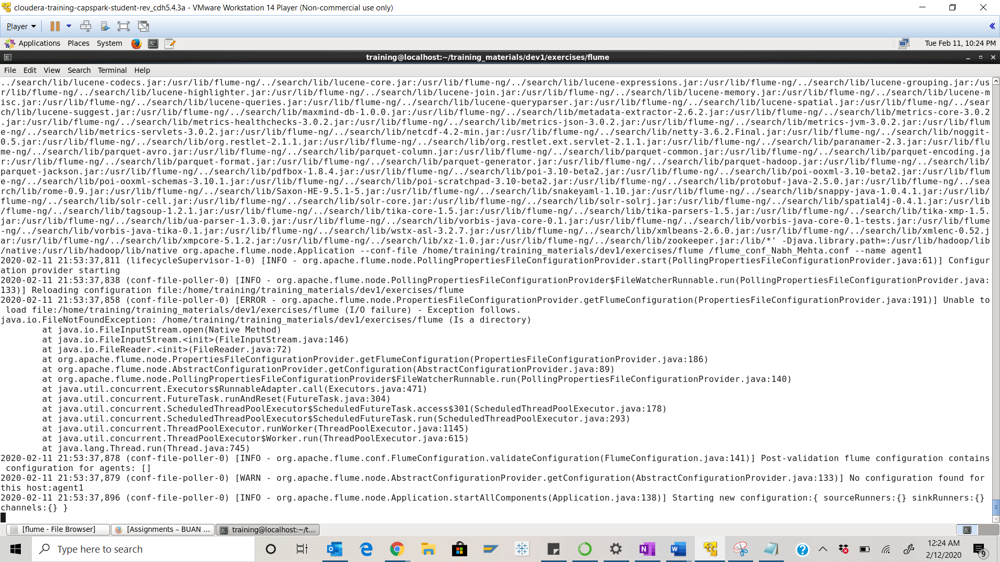 cloudera-training-capspark-student-rev_cdh5.4.3a - VMware Workstation 14 Player (Non-commercial use only)
Player
Applications Places System Tue Feb 11, 10:24 PM
training@localhost:~/training_materials/dev1/exercises/flume
File Edit View Search Terminal Help
../search/lib/lucene-codecs.jar:/usr/lib/flume-ng/../search/lib/lucene-core.jar:/usr/lib/flume-ng/../search/lib/lucene-expressions.jar:/usr/lib/flume-ng/../search/lib/lucene-grouping.jar:/us
r/lib/flume-ng/../search/lib/lucene-highlighter.jar:/usr/lib/flume-ng/../search/lib/lucene-join.jar:/usr/lib/flume-ng/../search/lib/lucene-memory.jar:/usr/lib/flume-ng/../search/lib/lucene-m
isc.jar:/usr/lib/flume-ng/../search/lib/lucene-queries.jar:/usr/lib/flume-ng/../search/lib/lucene-queryparser.jar:/usr/lib/flume-ng/../search/lib/lucene-spatial.jar:/usr/lib/flume-ng/../sear
ch/lib/lucene-suggest.jar:/usr/lib/flume-ng/../search/lib/maxmind-db-1.0.0.jar:/usr/lib/flume-ng/../search/lib/metadata-extractor-2.6.2.jar:/usr/lib/flume-ng/../search/lib/metrics-core-3.0.2
.jar:/usr/lib/flume-ng/../search/lib/metrics-healthchecks-3.0.2.jar:/usr/lib/flume-ng/../search/lib/metrics-json-3.0.2.jar:/usr/lib/flume-ng/../search/lib/metrics-jvm-3.0.2.jar:/usr/lib/flum
e-ng/../search/lib/metrics-servlets-3.0.2.jar:/usr/lib/flume-ng/../search/lib/netcdf-4.2-min.jar:/usr/lib/flume-ng/../search/lib/netty-3.6.2.Final.jar:/usr/lib/flume-ng/../search/lib/noggit-
0.5.jar:/usr/lib/flume-ng/../search/lib/org.restlet-2.1.1.jar:/usr/lib/flume-ng/../search/lib/org.restlet.ext.servlet-2.1.1.jar:/usr/lib/flume-ng/../search/lib/paranamer-2.3.jar:/usr/lib/flu
me-ng/../search/lib/parquet-avro.jar:/usr/lib/flume-ng/../search/lib/parquet-column.jar:/usr/lib/flume-ng/../search/lib/parquet-common.jar:/usr/lib/flume-ng/../search/lib/parquet-encoding.ja
r:/usr/lib/flume-ng/../search/lib/parquet-format.jar:/usr/lib/flume-ng/../search/lib/parquet-generator.jar:/usr/lib/flume-ng/../search/lib/parquet-hadoop.jar:/usr/lib/flume-ng/../search/lib/
parquet-jackson.jar:/usr/lib/flume-ng/../search/lib/pdfbox-1.8.4.jar:/usr/lib/flume-ng/../search/lib/poi-3.10-beta2.jar:/usr/lib/flume-ng/../search/lib/poi-ooxml-3.10-beta2.jar:/usr/lib/flum
e-ng/../search/lib/poi-ooxml-schemas-3.10.1.jar:/usr/lib/flume-ng/../search/lib/poi-scratchpad-3.10-beta2.jar:/usr/lib/flume-ng/../search/lib/protobuf-java-2.5.0.jar:/usr/lib/flume-ng/../sea
rch/lib/rome-0.9.jar:/usr/lib/flume-ng/../search/lib/Saxon-HE-9.5.1-5.jar:/usr/lib/flume-ng/../search/lib/snakeyaml-1.10.jar:/usr/lib/flume-ng/../search/lib/snappy-java-1.0.4.1.jar:/usr/lib/
flume-ng/../search/lib/solr-cell.jar:/usr/lib/flume-ng/../search/lib/solr-core.jar:/usr/lib/flume-ng/../search/lib/solr-solrj.jar:/usr/lib/flume-ng/../search/lib/spatial4j-0.4.1.jar:/usr/lib
/flume-ng/../search/lib/tagsoup-1.2.1.jar:/usr/lib/flume-ng/../search/lib/tika-core-1.5.jar:/usr/lib/flume-ng/../search/lib/tika-parsers-1.5.jar:/usr/lib/flume-ng/../search/lib/tika-xmp-1.5.
jar:/usr/lib/flume-ng/../search/lib/ua-parser-1.3.0.jar:/usr/lib/flume-ng/../search/lib/vorbis-java-core-0.1.jar:/usr/lib/flume-ng/../search/lib/vorbis-java-core-0.1-tests.jar:/usr/lib/flume
-ng/../search/lib/vorbis-java-tika-0.1.jar:/usr/lib/flume-ng/../search/lib/wstx-asl-3.2.7.jar:/usr/lib/flume-ng/../search/lib/xmlbeans-2.6.0.jar:/usr/lib/flume-ng/../search/lib/xmlenc-0.52.j
ar:/usr/lib/flume-ng/../search/lib/xmpcore-5.1.2.jar:/usr/lib/flume-ng/../search/lib/xz-1.0.jar:/usr/lib/flume-ng/../search/lib/zookeeper.jar:/lib/*' -Djava.library.path=:/usr/lib/hadoop/lib
/native:/usr/lib/hadoop/lib/native org.apache.flume.node.Application --conf-file /home/training/training_materials/dev1/exercises/flume /flume_conf_Nabh_Mehta.conf --name agent1
2020-02-11 21:53:37,811 (lifecycleSupervisor-1-0) [INFO - org.apache.flume.node.PollingPropertiesFileConfigurationProvider.start(PollingPropertiesFileConfigurationProvider.java:61)] Configur
ation provider starting
2020-02-11 21:53:37,838 (conf-file-poller-0) [INFO - org.apache.flume.node.PollingPropertiesFileConfigurationProvider$FileWatcherRunnable.run(PollingPropertiesFileConfigurationProvider.java:
133)] Reloading configuration file:/home/training/training_materials/dev1/exercises/flume
2020-02-11 21:53:37,858 (conf-file-poller-0) [ERROR - org.apache.flume.node.PropertiesFileConfigurationProvider.getFlumeConfiguration(PropertiesFileConfigurationProvider.java:191)] Unable to
load file:/home/training/training_materials/dev1/exercises/flume (I/O failure) - Exception follows.
java.io.FileNotFoundException: /home/training/training_materials/dev1/exercises/flume (Is a directory)
at java.io.FileInputStream.open(Native Method)
at java.io.FileInputStream.<init>(FileInputStream.java:146)
at java.io.FileReader.<init>(FileReader.java:72)
at org.apache.flume.node.PropertiesFileConfigurationProvider.getFlumeConfiguration(PropertiesFileConfigurationProvider.java:186)
at org.apache.flume.node.AbstractConfigurationProvider.getConfiguration(AbstractConfigurationProvider.java:89)
at org.apache.flume.node.PollingPropertiesFileConfigurationProvider$FileWatcherRunnable.run(PollingPropertiesFileConfigurationProvider.java:140)
at java.util.concurrent.Executors$RunnableAdapter.call(Executors.java:471)
at java.util.concurrent.FutureTask.runAndReset(FutureTask.java:304)
at java.util.concurrent.ScheduledThreadPoolExecutor$ScheduledFutureTask.access$301(ScheduledThreadPoolExecutor.java:178)
at java.util.concurrent.ScheduledThreadPoolExecutor$ScheduledFutureTask.run(ScheduledThreadPoolExecutor.java:293)
at java.util.concurrent.ThreadPoolExecutor.runWorker(ThreadPoolExecutor.java:1145)
at java.util.concurrent.ThreadPoolExecutor$Worker.run(ThreadPoolExecutor.java:615)
at java.lang.Thread.run(Thread.java:745)
2020-02-11 21:53:37,878 (conf-file-poller-0) [INFO - org.apache.flume.conf.FlumeConfiguration.validateConfiguration(FlumeConfiguration.java:141)] Post-validation flume configuration contains
configuration for agents: []
2020-02-11 21:53:37,879 (conf-file-poller-0) [WARN - org.apache.flume.node.AbstractConfigurationProvider.getConfiguration(AbstractConfigurationProvider.java:133)] No configuration found for
this host:agent1
2020-02-11 21:53:37,896 (conf-file-poller-0) [INFO - org.apache.flume.node.Application.startAllComponents(Application.java:138)] Starting new configuration:{ sourceRunners:{} sinkRunners:{}
channels:{} }
[flume - File Browser] [Assignments – BUAN ... training@localhost:~/t...
Type here to search
12:24 AM
2/12/2020
9